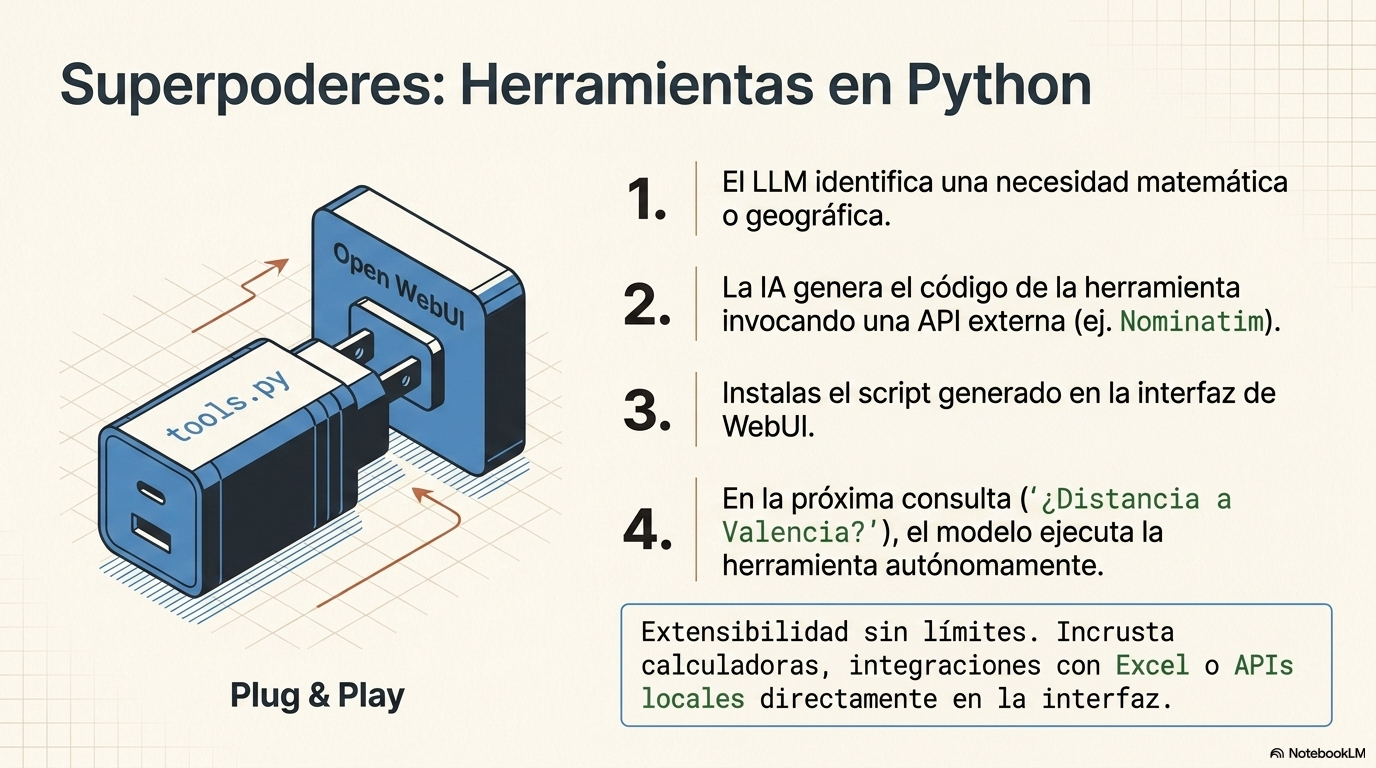 Superpoderes: Herramientas en Python
Open WebUI
tools.py
Plug & Play
1.
El LLM identifica una necesidad matemática
o geográfica.
2.
La IA genera el código de la herramienta
invocando una API externa (ej. Nominatim).
3.
Instalas el script generado en la interfaz de
WebUI.
4.
En la próxima consulta (‘¿Distancia a
Valencia?’), el modelo ejecuta la
herramienta autónomamente.
Extensibilidad sin límites. Incrusta
calculadoras, integraciones con Excel o APIs
locales directamente en la interfaz.
NotebookLM